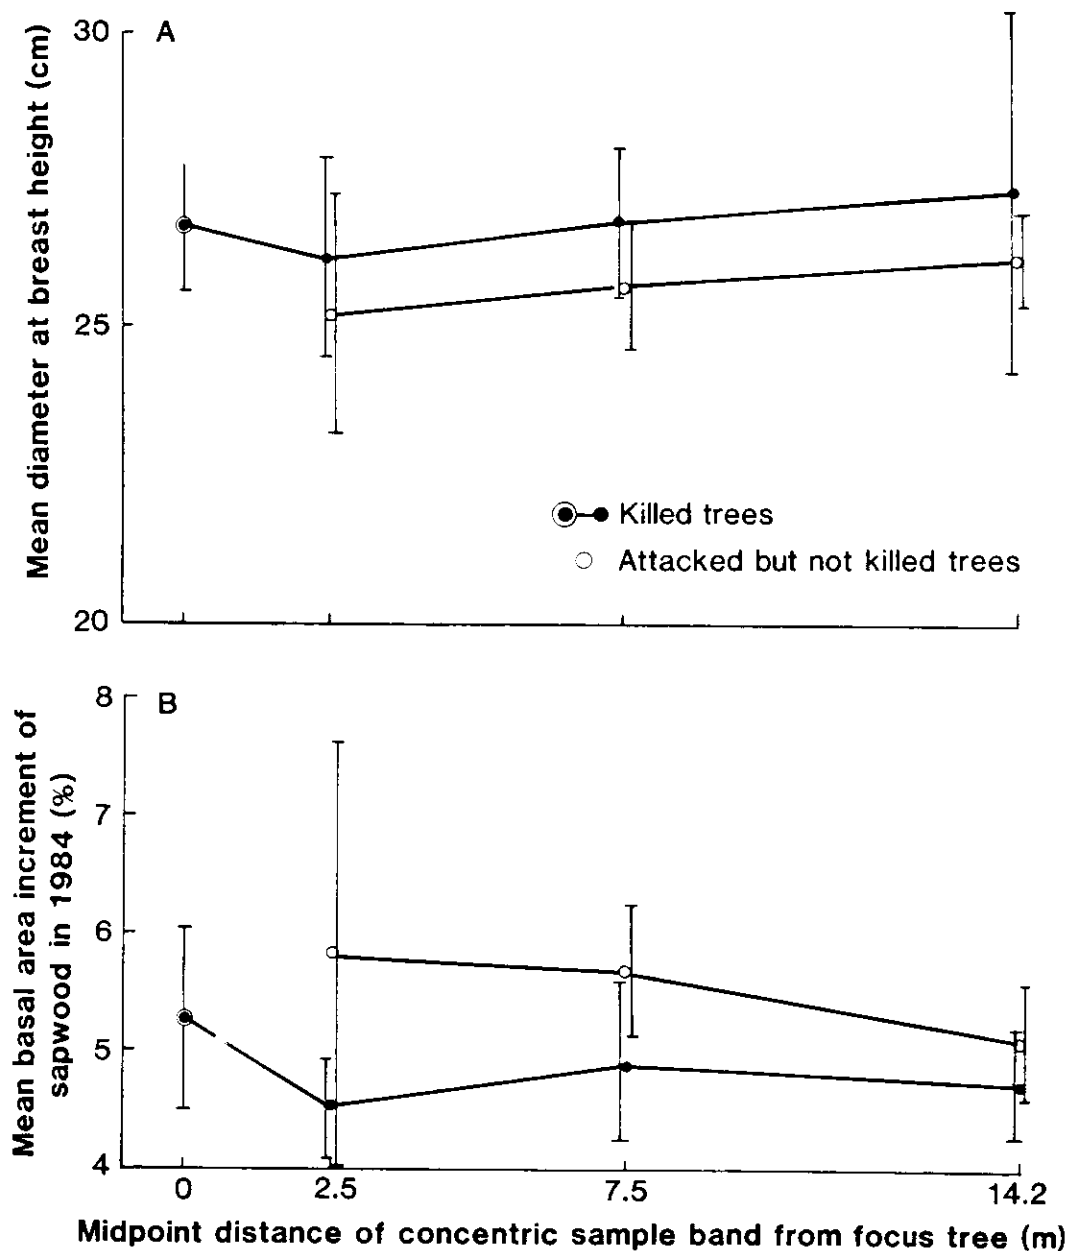 A
30
25
20
Mean diameter at breast height (cm)
Killed trees
Attacked but not killed trees
B
8
7
6
5
4
Mean basal area increment of
sapwood in 1984 (%)
0 2.5 7.5 14.2
Midpoint distance of concentric sample band from focus tree (m)